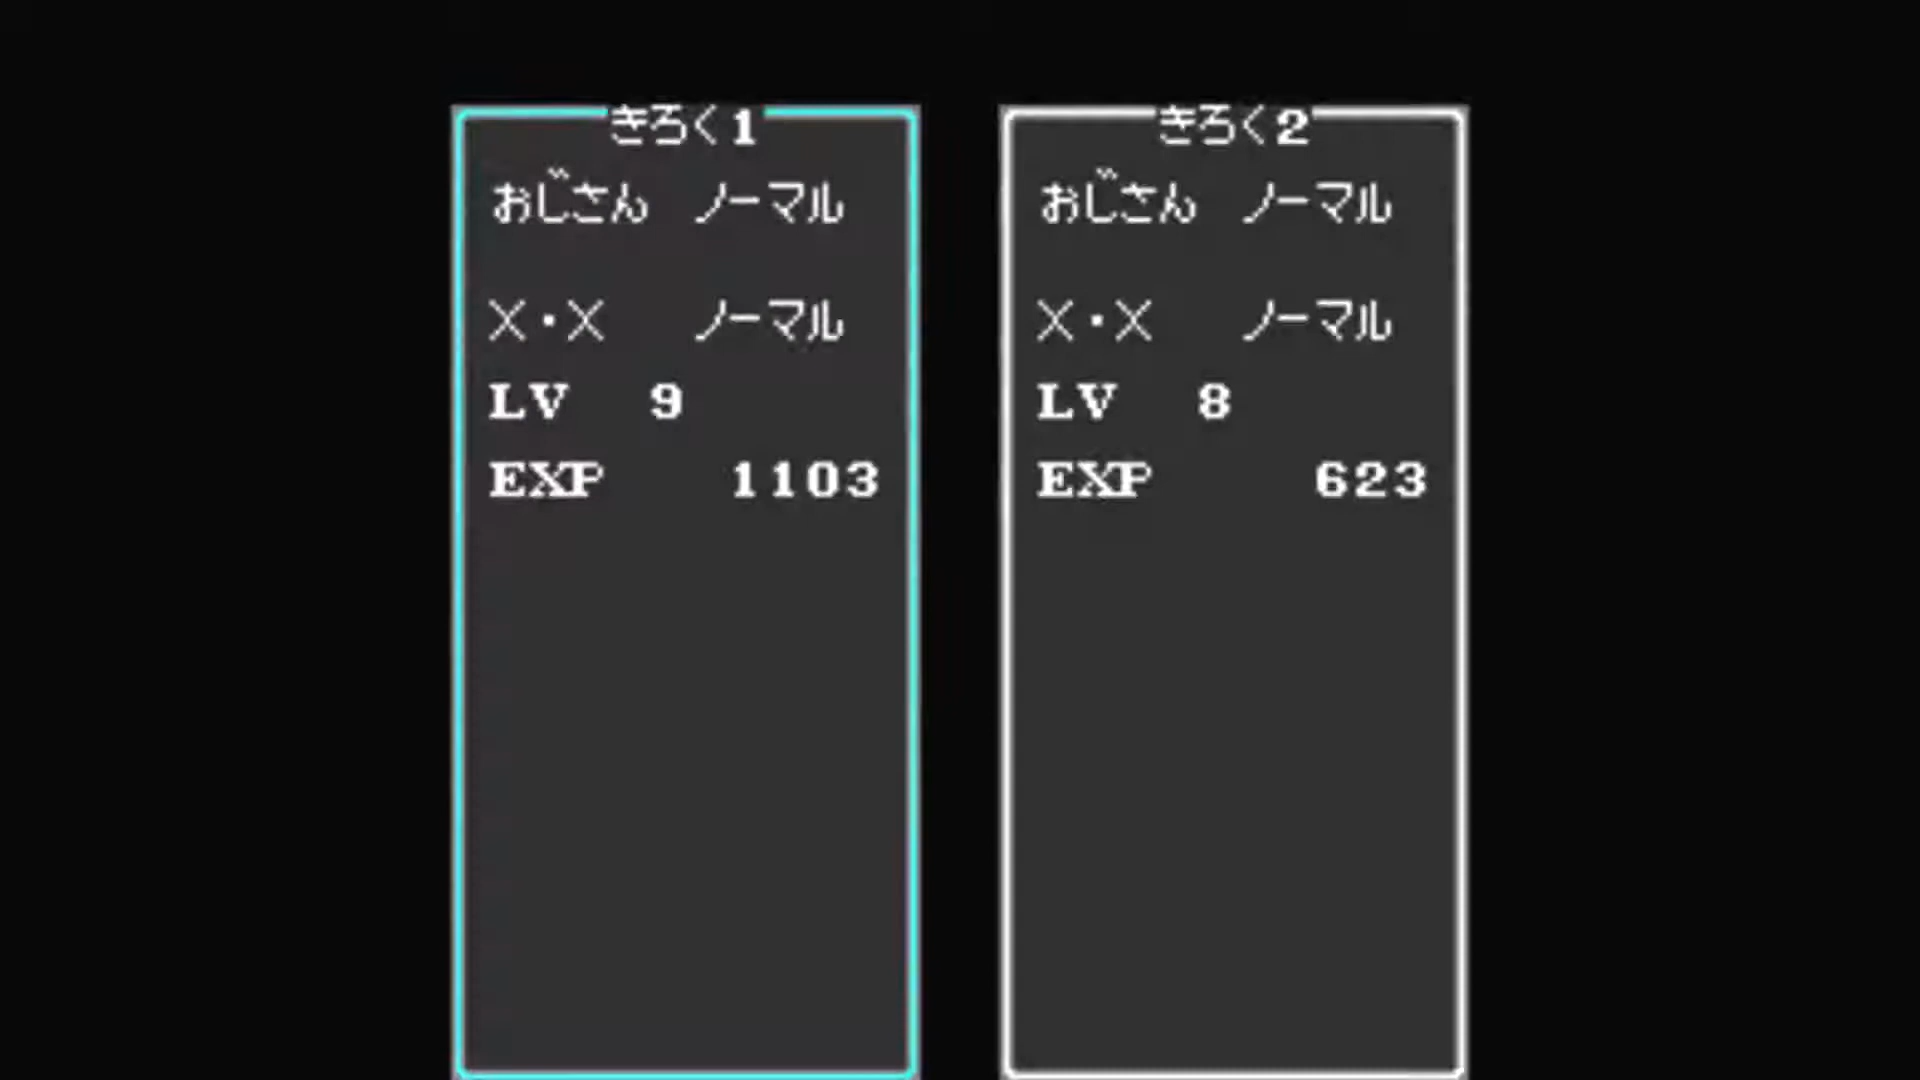 きろく1
おじさん ノーマル
×・× ノーマル
LV 9
EXP 1103
きろく2
おじさん ノーマル
×・× ノーマル
LV 8
EXP 623